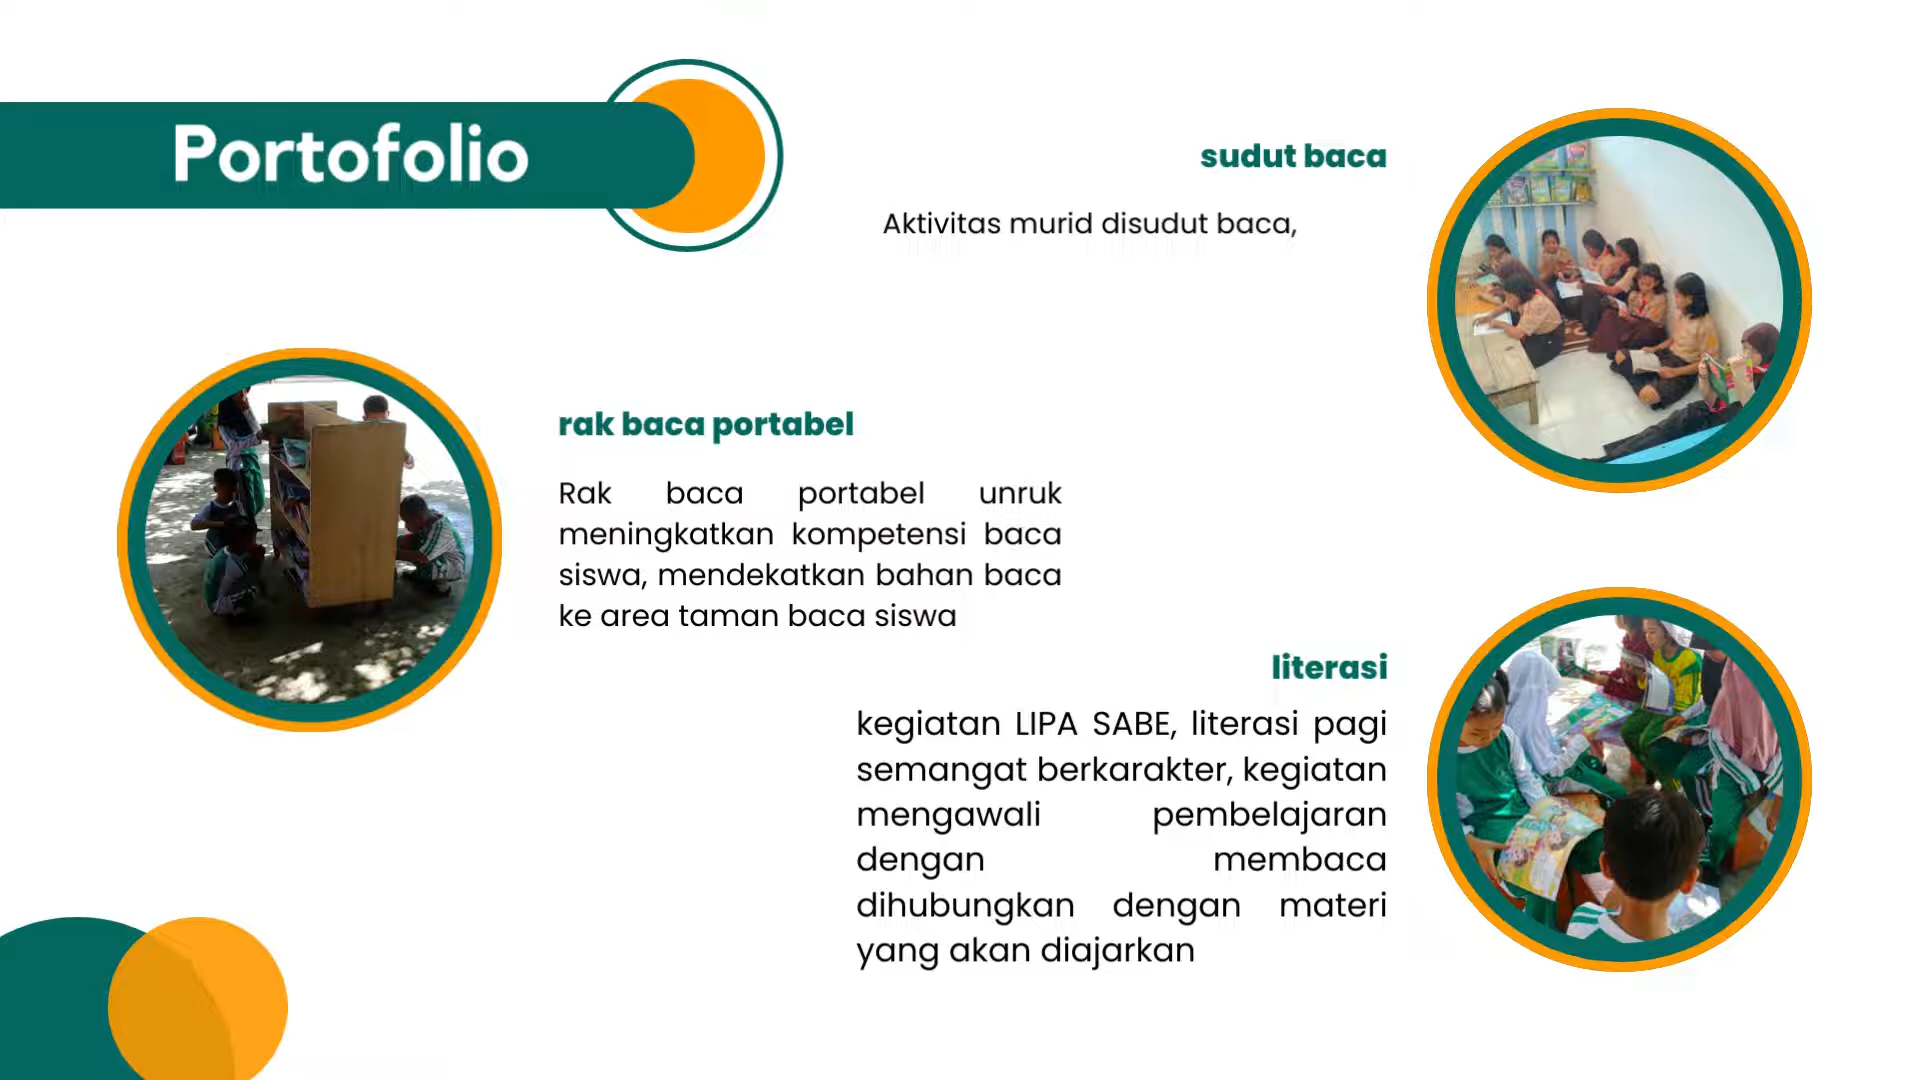 Portofolio
sudut baca
Aktivitas murid disudut baca,
rak baca portabel
Rak baca portabel unruk
meningkatkan kompetensi baca
siswa, mendekatkan bahan baca
ke area taman baca siswa
literasi
kegiatan LIPA SABE, literasi pagi
semangat berkarakter, kegiatan
mengawali pembelajaran
dengan membaca
dihubungkan dengan materi
yang akan diajarkan